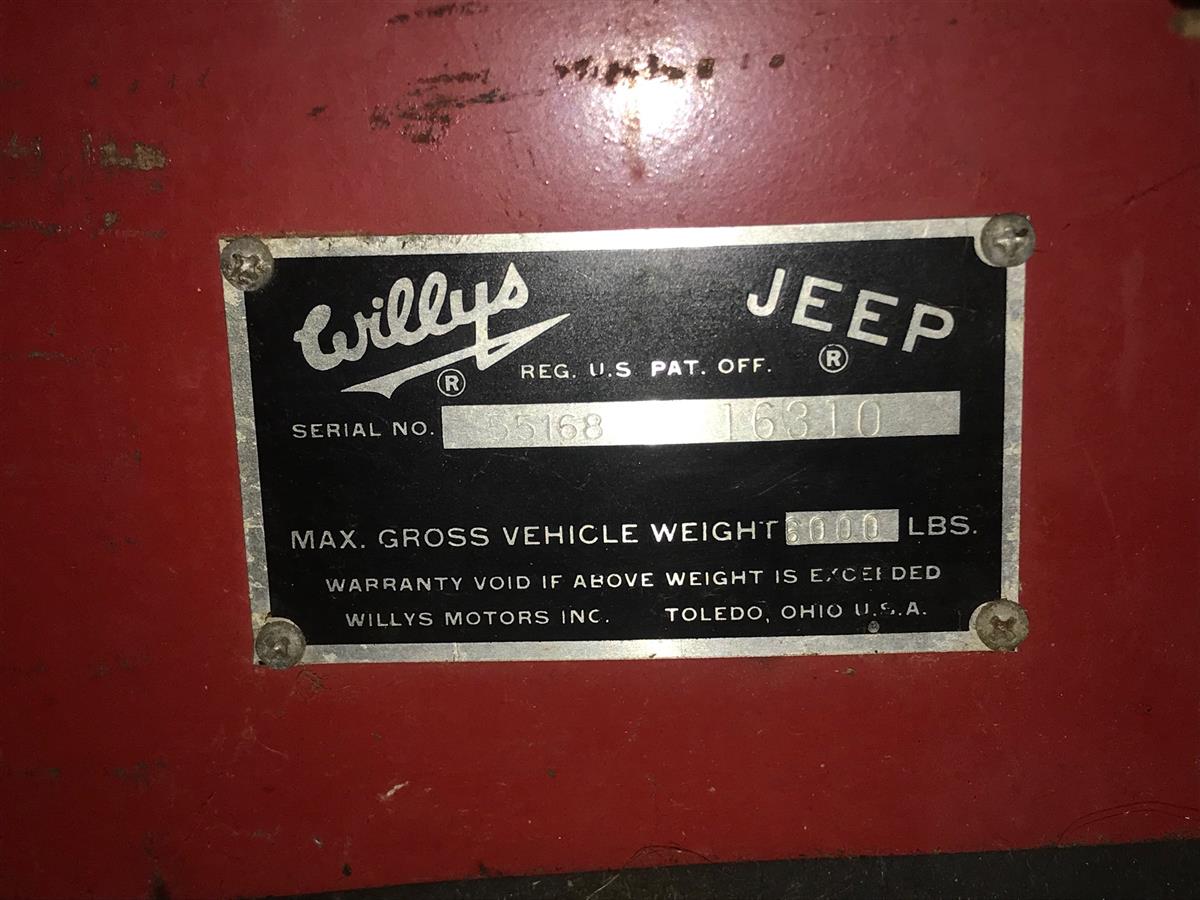 Willys ® JEEP ®
REG. U.S PAT. OFF.
SERIAL NO. 55168 16310
MAX. GROSS VEHICLE WEIGHT 6000 LBS.
WARRANTY VOID IF ABOVE WEIGHT IS EXCEEDED
WILLYS MOTORS INC. TOLEDO, OHIO U.S.A.